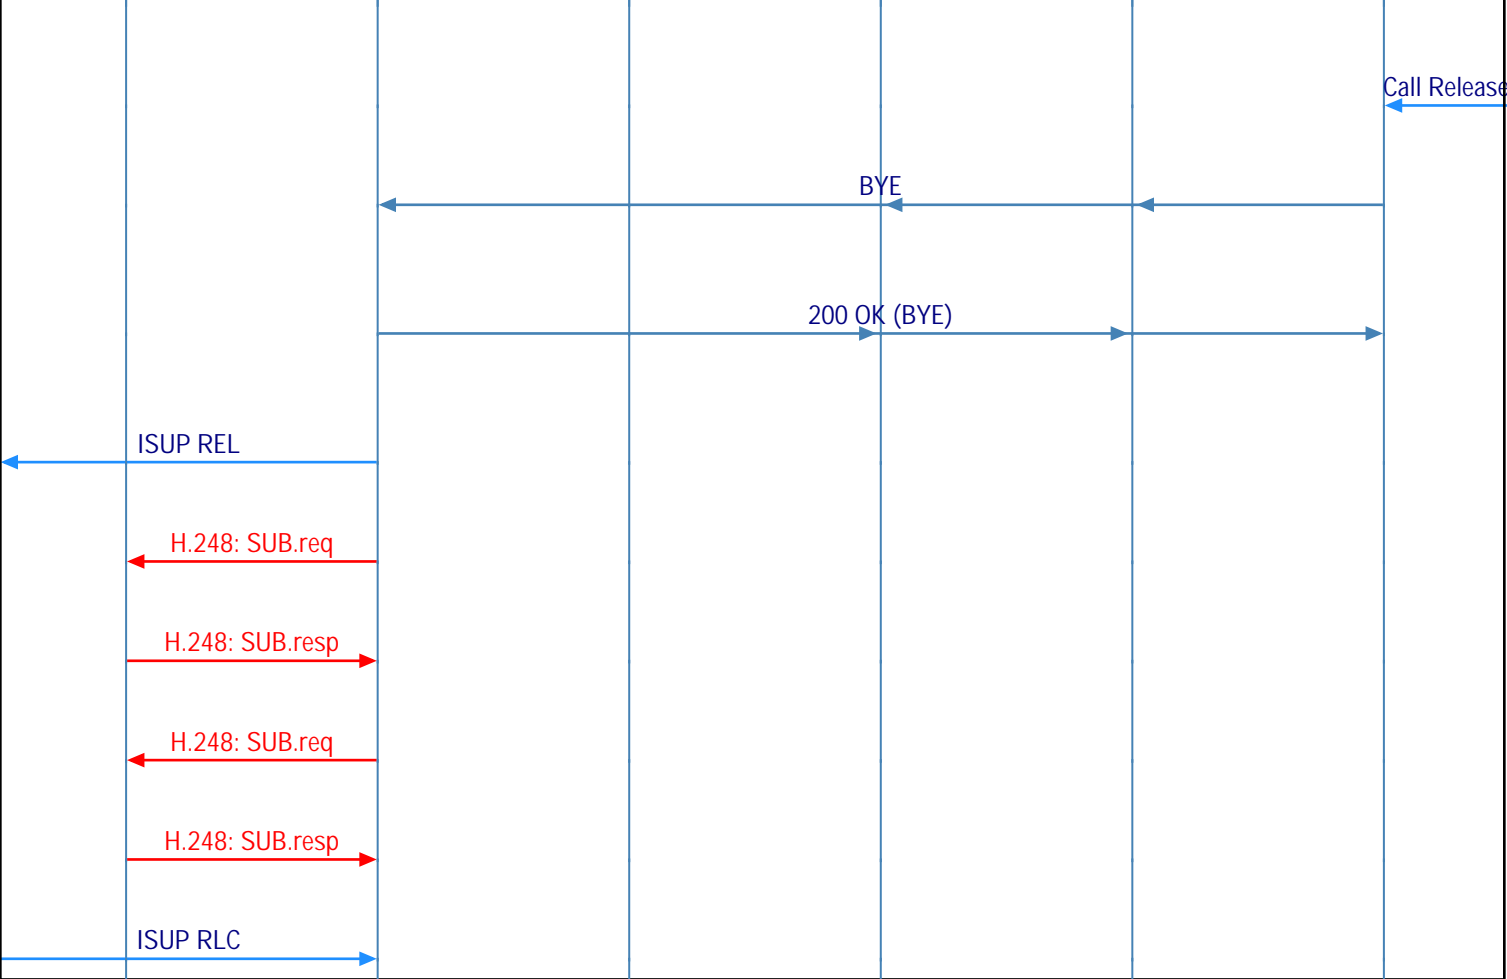 Call Release
BYE
200 OK (BYE)
ISUP REL
H.248: SUB.req
H.248: SUB.resp
H.248: SUB.req
H.248: SUB.resp
ISUP RLC